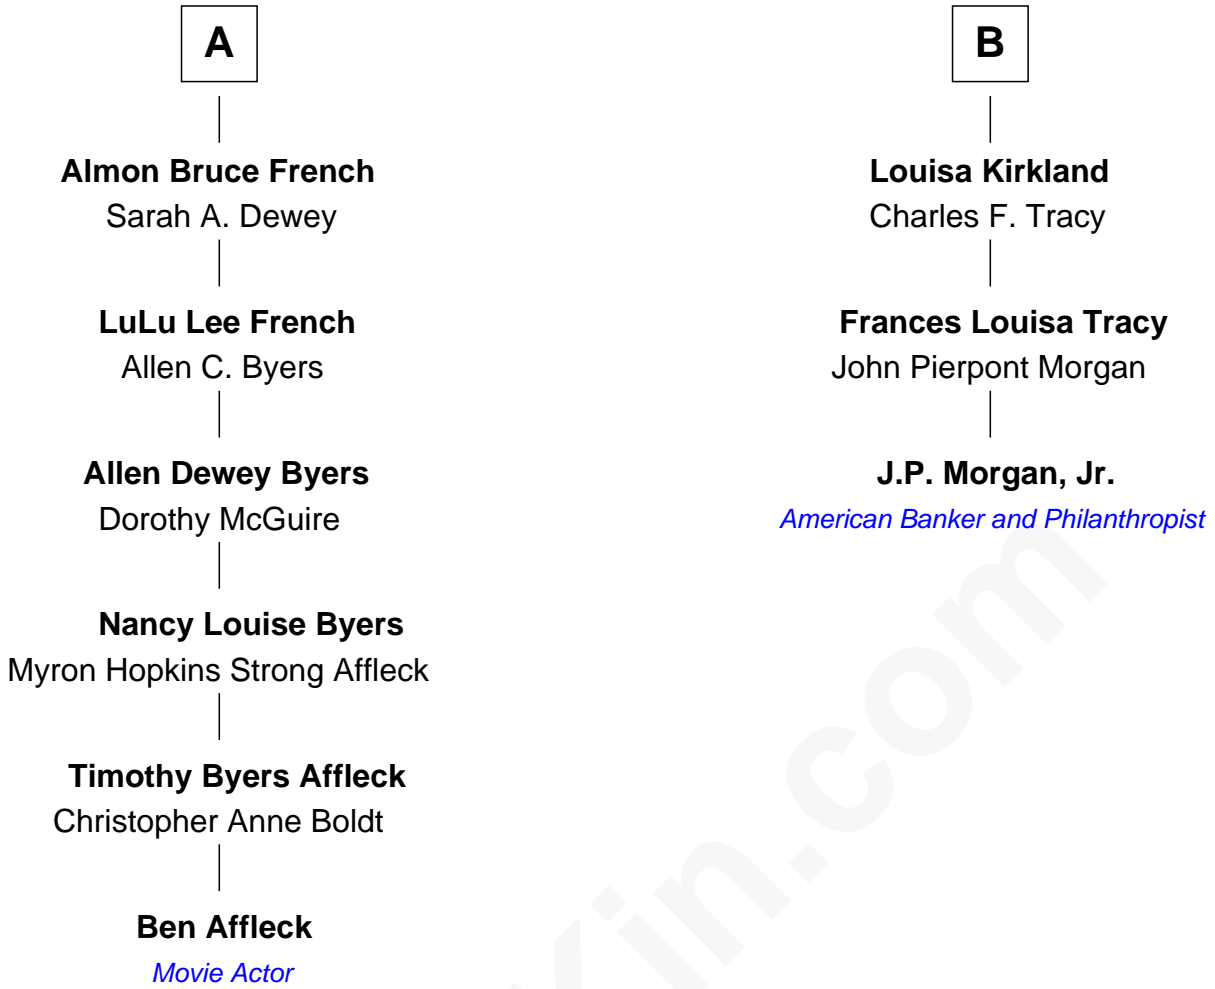 A
Almon Bruce French
Sarah A. Dewey
LuLu Lee French
Allen C. Byers
Allen Dewey Byers
Dorothy McGuire
Nancy Louise Byers
Myron Hopkins Strong Affleck
Timothy Byers Affleck
Christopher Anne Boldt
Ben Affleck
Movie Actor
B
Louisa Kirkland
Charles F. Tracy
Frances Louisa Tracy
John Pierpont Morgan
J.P. Morgan, Jr.
American Banker and Philanthropist
Kin.com